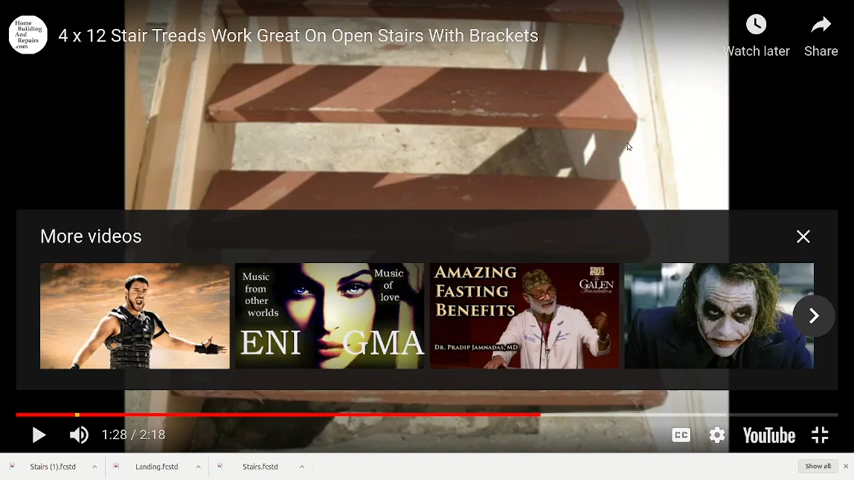 Home
Building
And
Repairs
.com
4 x 12 Stair Treads Work Great On Open Stairs With Brackets
Watch later
Share
More videos
Music
from
other
worlds
Music
of
love
ENIGMA
AMAZING
FASTING
BENEFITS
GALEN
Foundation
DR. PRADIP JAMNADAS, MD
1:28 / 2:18
CC
YouTube
Stairs (1).fcstd
Landing.fcstd
Stairs.fcstd
Show all